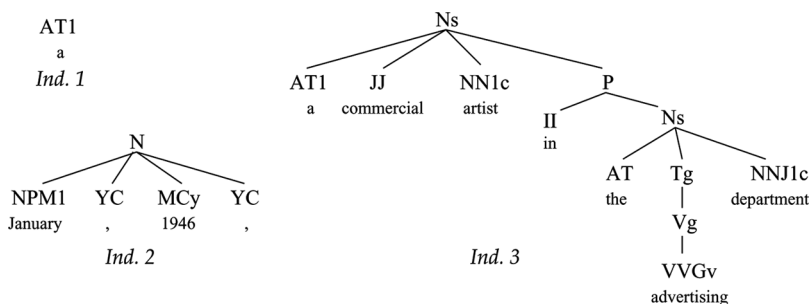 AT1
a
Ind. 1
N
NPM1 YC MCy YC
January , 1946 ,
Ind. 2
Ns
AT1 JJ NN1c P
a commercial artist
II Ns
in
AT Tg NNJ1c
the department
Vg
VVGv
advertising
Ind. 3